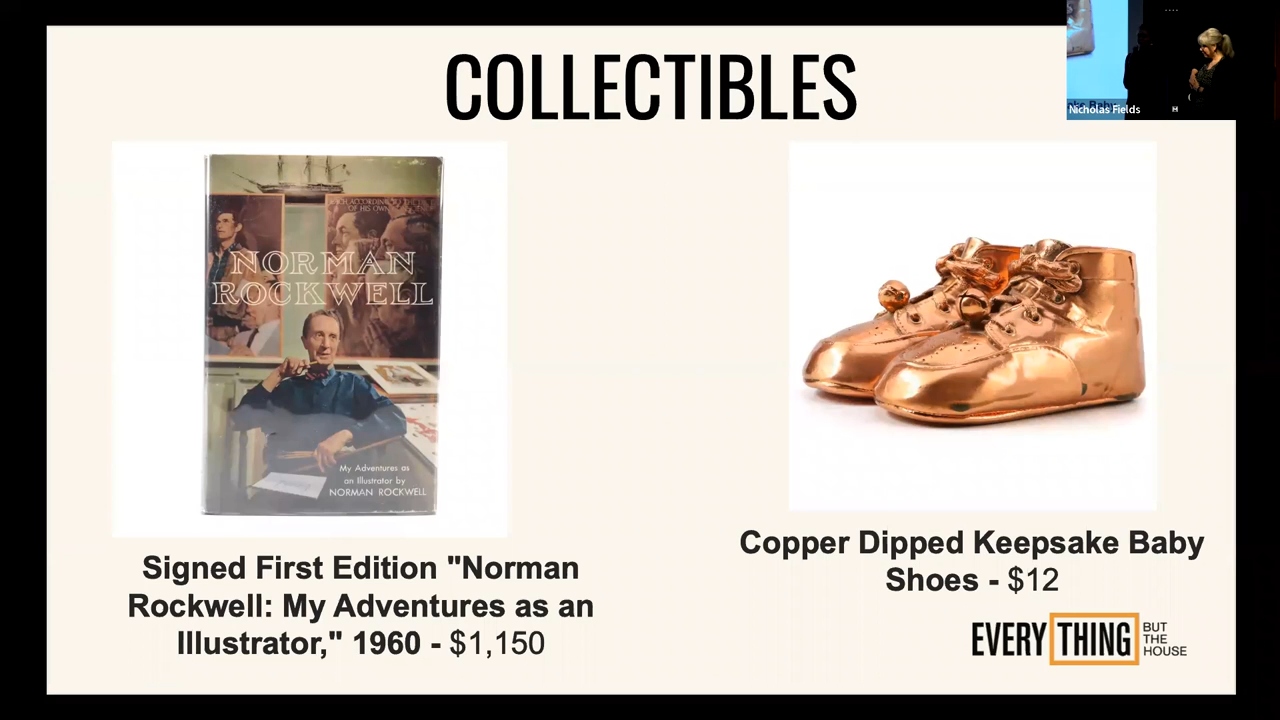 COLLECTIBLES
Nicholas Fields
H
NORMAN
ROCKWELL
My Adventures as
an Illustrator by
NORMAN ROCKWELL
Signed First Edition "Norman
Rockwell: My Adventures as an
Illustrator," 1960 - $1,150
Copper Dipped Keepsake Baby
Shoes - $12
EVERYTHING BUT
THE
HOUSE